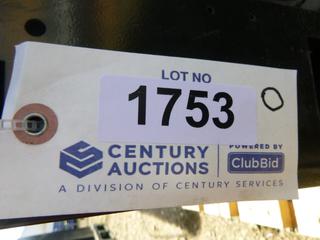 LOT NO
1753
CENTURY AUCTIONS
POWERED BY
ClubBid
A DIVISION OF CENTURY SERVICES